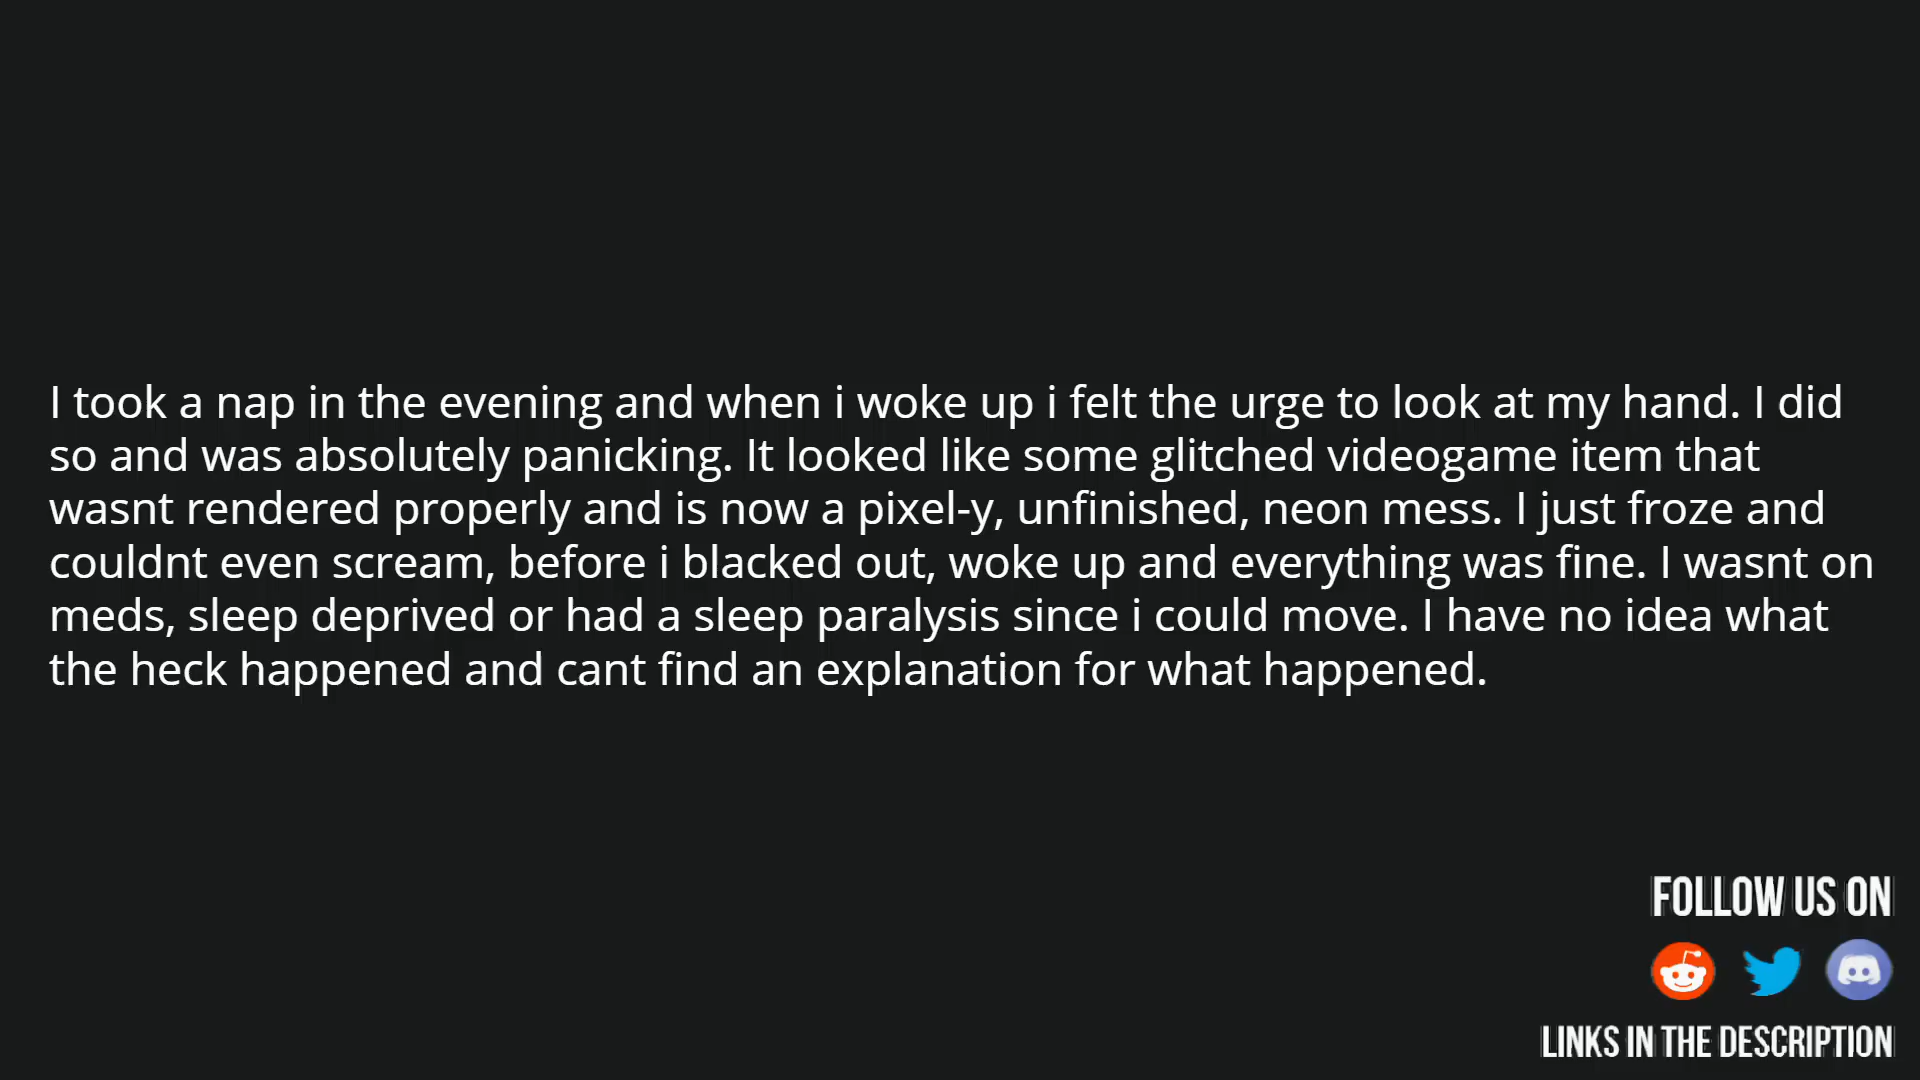 I took a nap in the evening and when i woke up i felt the urge to look at my hand. I did
so and was absolutely panicking. It looked like some glitched videogame item that
wasnt rendered properly and is now a pixel-y, unfinished, neon mess. I just froze and
couldnt even scream, before i blacked out, woke up and everything was fine. I wasnt on
meds, sleep deprived or had a sleep paralysis since i could move. I have no idea what
the heck happened and cant find an explanation for what happened.
FOLLOW US ON
LINKS IN THE DESCRIPTION